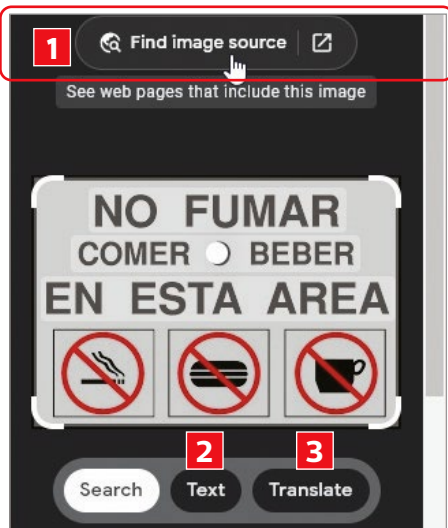 1
Find image source
See web pages that include this image
NO FUMAR
COMER BEBER
EN ESTA AREA
2 3
Search Text Translate